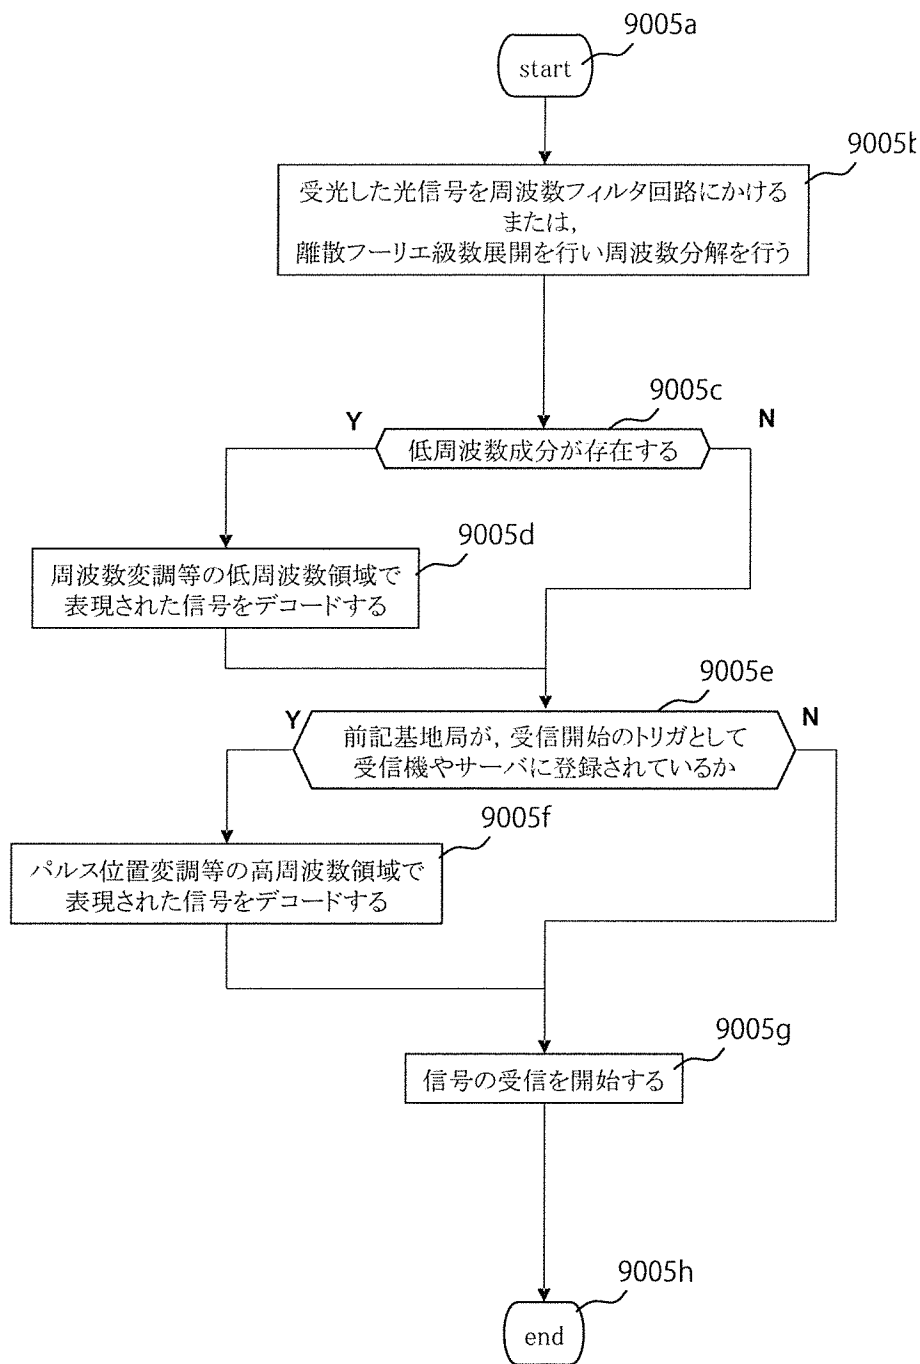 9005a
start
9005b
受光した光信号を周波数フィルタ回路にかける
または，
離散フーリエ級数展開を行い周波数分解を行う
9005c
Y
N
低周波数成分が存在する
9005d
周波数変調等の低周波数領域で
表現された信号をデコードする
9005e
Y
N
前記基地局が，受信開始のトリガとして
受信機やサーバに登録されているか
9005f
パルス位置変調等の高周波数領域で
表現された信号をデコードする
9005g
信号の受信を開始する
9005h
end